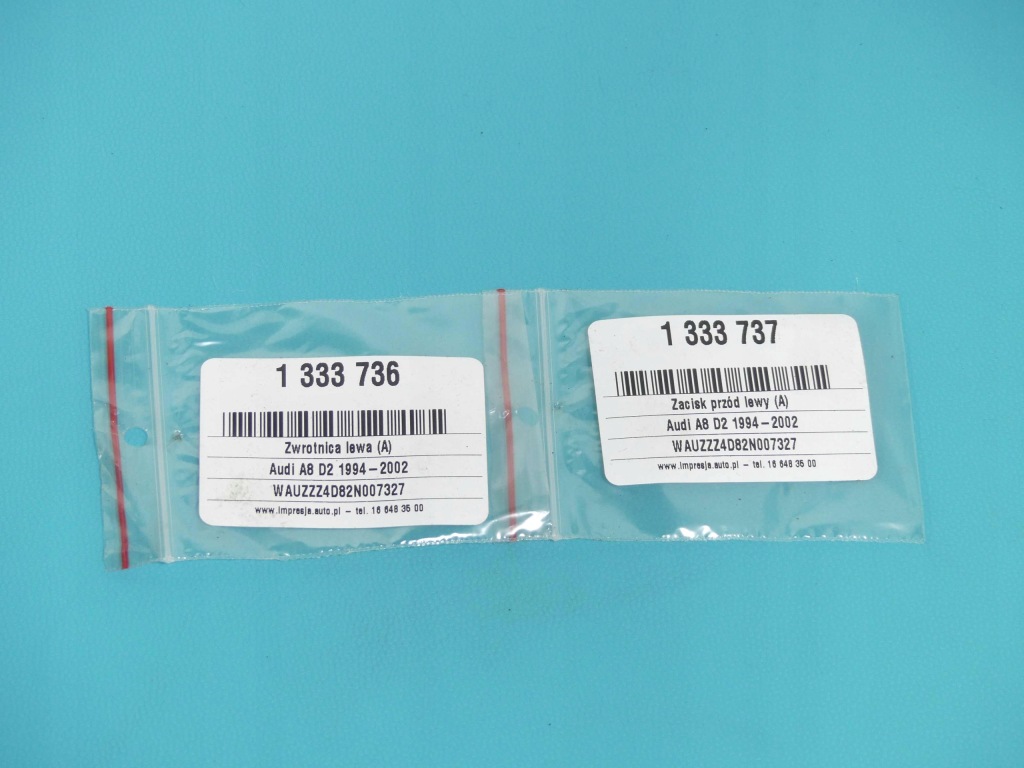 1 333 736
Zwrotnica lewa (A)
Audi A8 D2 1994-2002
WAUZZZ4D82N007327
www.impresja.auto.pl - tel. 16 648 35 00
1 333 737
Zacisk przód lewy (A)
Audi A8 D2 1994-2002
WAUZZZ4D82N007327
www.impresja.auto.pl - tel. 16 648 35 00